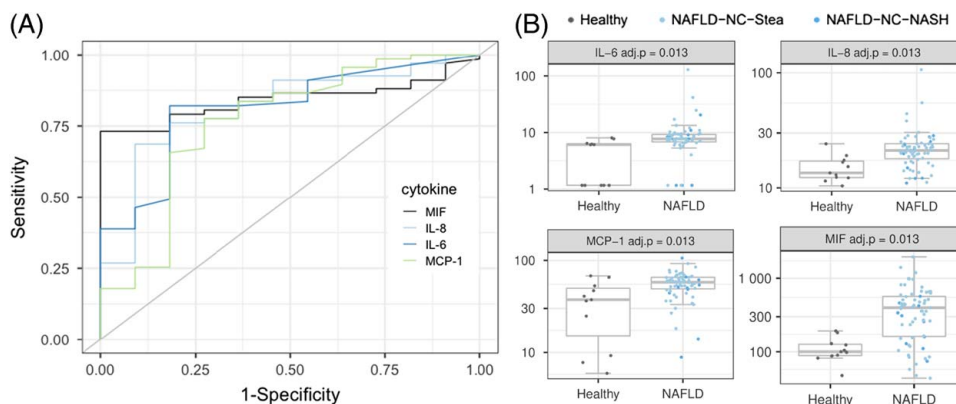 (A)
1.00
0.75
0.50
0.25
0.00
Sensitivity
cytokine
MIF
IL-8
IL-6
MCP-1
0.00 0.25 0.50 0.75 1.00
1-Specificity
(B)
Healthy NAFLD-NC-Stea NAFLD-NC-NASH
IL-6 adj.p = 0.013
100
10
1
Healthy NAFLD
IL-8 adj.p = 0.013
100
30
10
Healthy NAFLD
MCP-1 adj.p = 0.013
100
30
10
Healthy NAFLD
MIF adj.p = 0.013
1 000
300
100
Healthy NAFLD